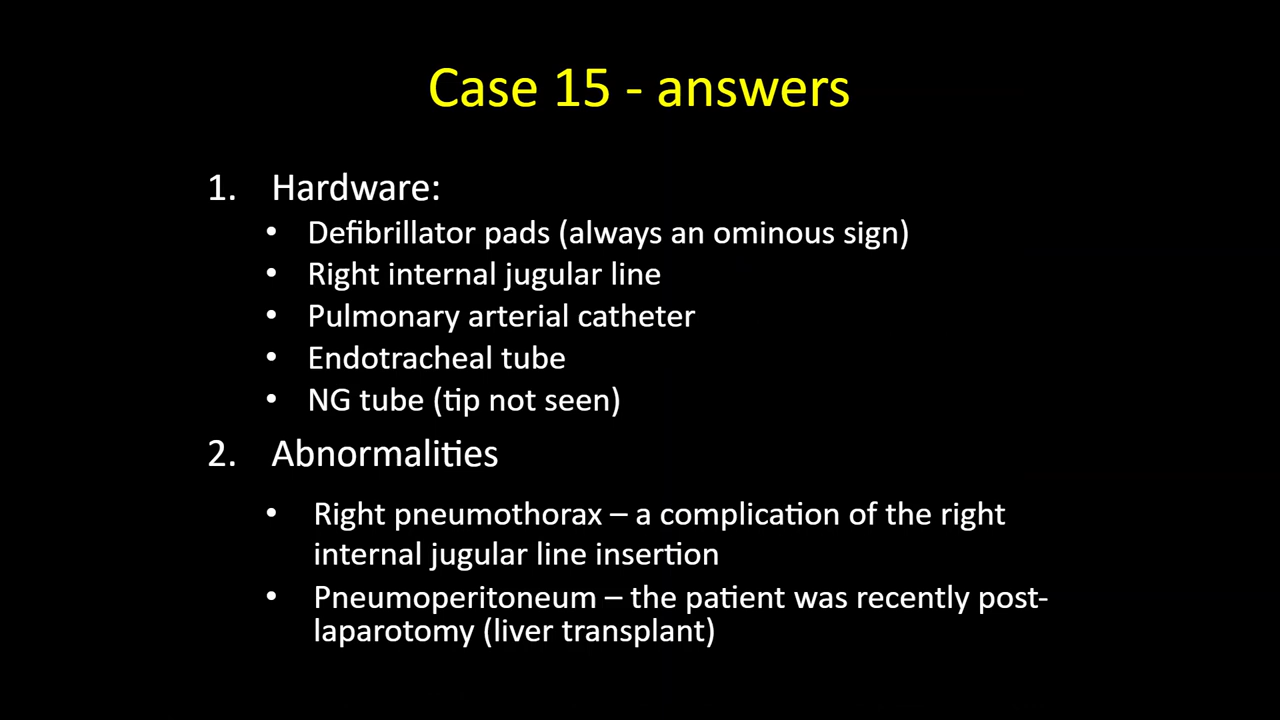 Case 15 - answers
1. Hardware:
• Defibrillator pads (always an ominous sign)
• Right internal jugular line
• Pulmonary arterial catheter
• Endotracheal tube
• NG tube (tip not seen)
2. Abnormalities
• Right pneumothorax – a complication of the right
internal jugular line insertion
• Pneumoperitoneum – the patient was recently post-
laparotomy (liver transplant)